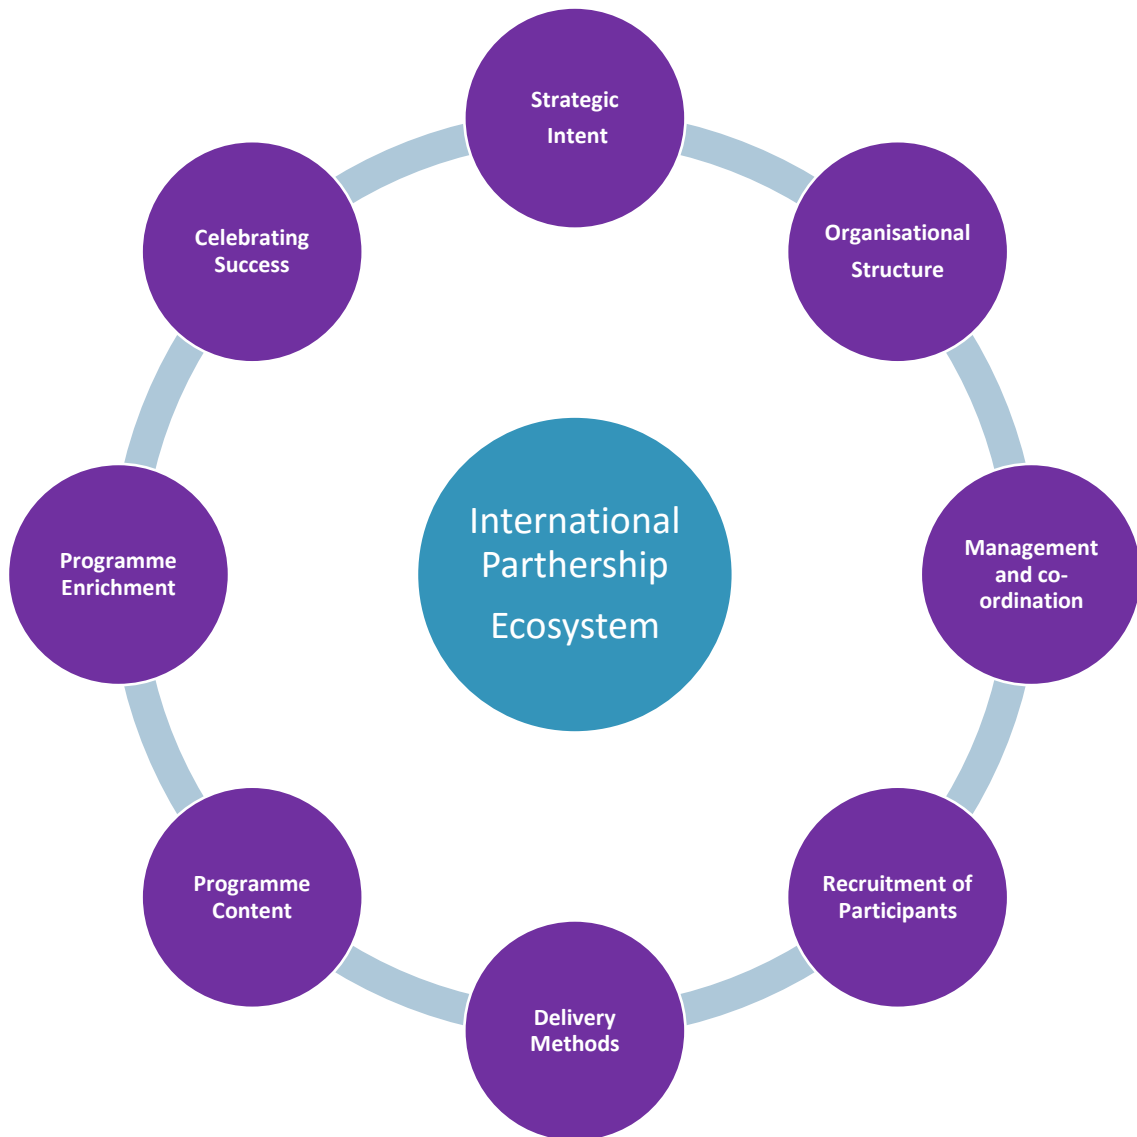 Strategic
Intent
Organisational
Structure
Management
and co-
ordination
Recruitment of
Participants
Delivery
Methods
Programme
Content
Programme
Enrichment
Celebrating
Success
International
Parthership
Ecosystem